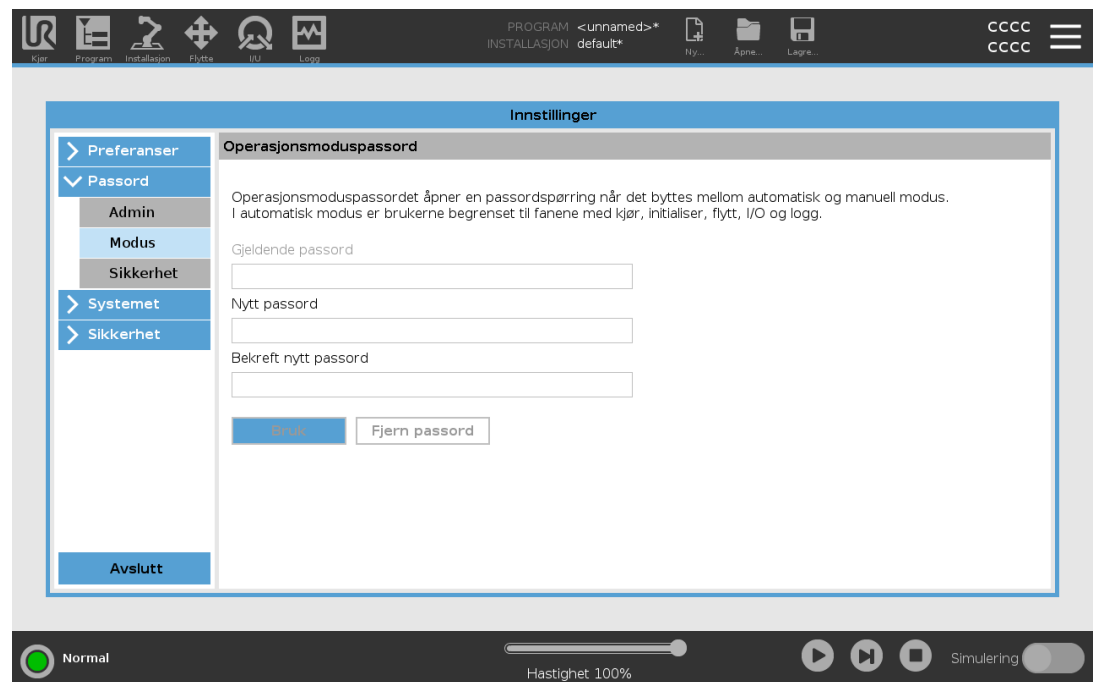 PROGRAM <unnamed>*
INSTALLASJON default*
CCCC
CCCC
Kjør Program Installasjon Flytte I/U Logg Ny... Åpne... Lagre...
Innstillinger
Preferanser
Passord
Admin
Modus
Sikkerhet
Systemet
Sikkerhet
Avslutt
Operasjonsmoduspassord
Operasjonsmoduspassordet åpner en passordspørring når det byttes mellom automatisk og manuell modus.
I automatisk modus er brukerne begrenset til fanene med kjør, initialiser, flytt, I/O og logg.
Gjeldende passord
Nytt passord
Bekreft nytt passord
Bruk Fjern passord
Normal
Hastighet 100%
Simulering